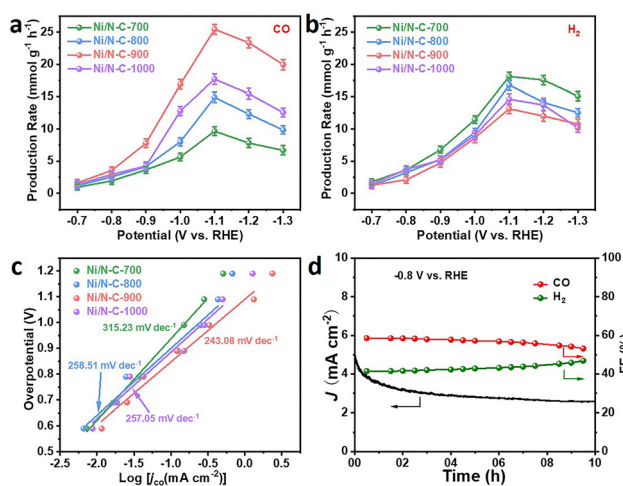 a
CO
Ni/N-C-700
Ni/N-C-800
Ni/N-C-900
Ni/N-C-1000
Production Rate (mmol g⁻¹ h⁻¹)
25
20
15
10
5
0
-0.7 -0.8 -0.9 -1.0 -1.1 -1.2 -1.3
Potential (V vs. RHE)
b
H₂
Ni/N-C-700
Ni/N-C-800
Ni/N-C-900
Ni/N-C-1000
Production Rate (mmol g⁻¹ h⁻¹)
25
20
15
10
5
0
-0.7 -0.8 -0.9 -1.0 -1.1 -1.2 -1.3
Potential (V vs. RHE)
c
Ni/N-C-700
Ni/N-C-800
Ni/N-C-900
Ni/N-C-1000
315.23 mV dec⁻¹
243.08 mV dec⁻¹
258.51 mV dec⁻¹
257.05 mV dec⁻¹
Overpotential (V)
1.2
1.1
1.0
0.9
0.8
0.7
0.6
0.5
-2.5 -2.0 -1.5 -1.0 -0.5 0.0 0.5
Log [jco(mA cm⁻²)]
d
-0.8 V vs. RHE
CO
H₂
J (mA cm⁻²)
10
8
6
4
2
0
100
80
60
40
20
0
00 02 04 06 08 10
Time (h)